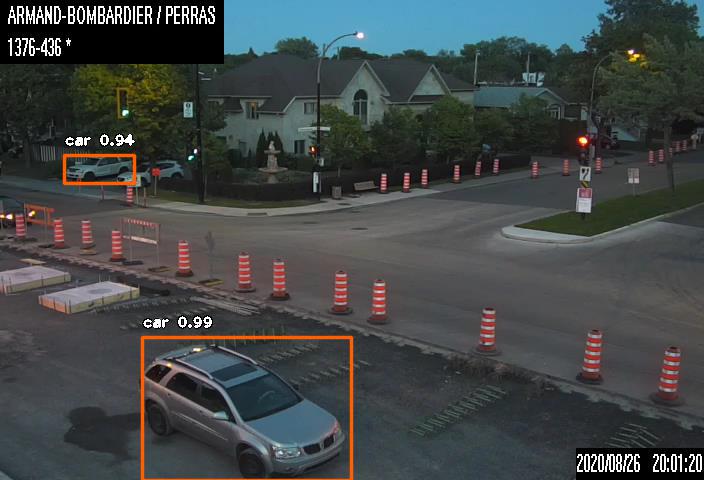 ARMAND-BOMBARDIER / PERRAS
1376-436 *
car 0.94
car 0.99
2020/08/26 20:01:20